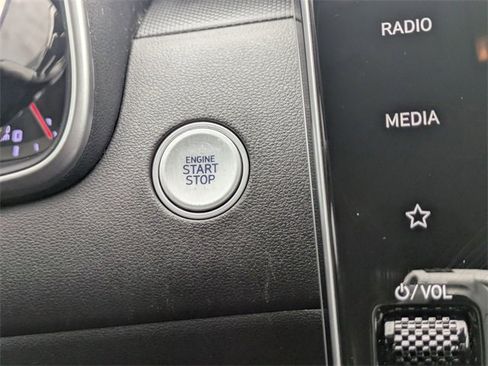 RADIO
MEDIA
ENGINE
START
STOP
/VOL